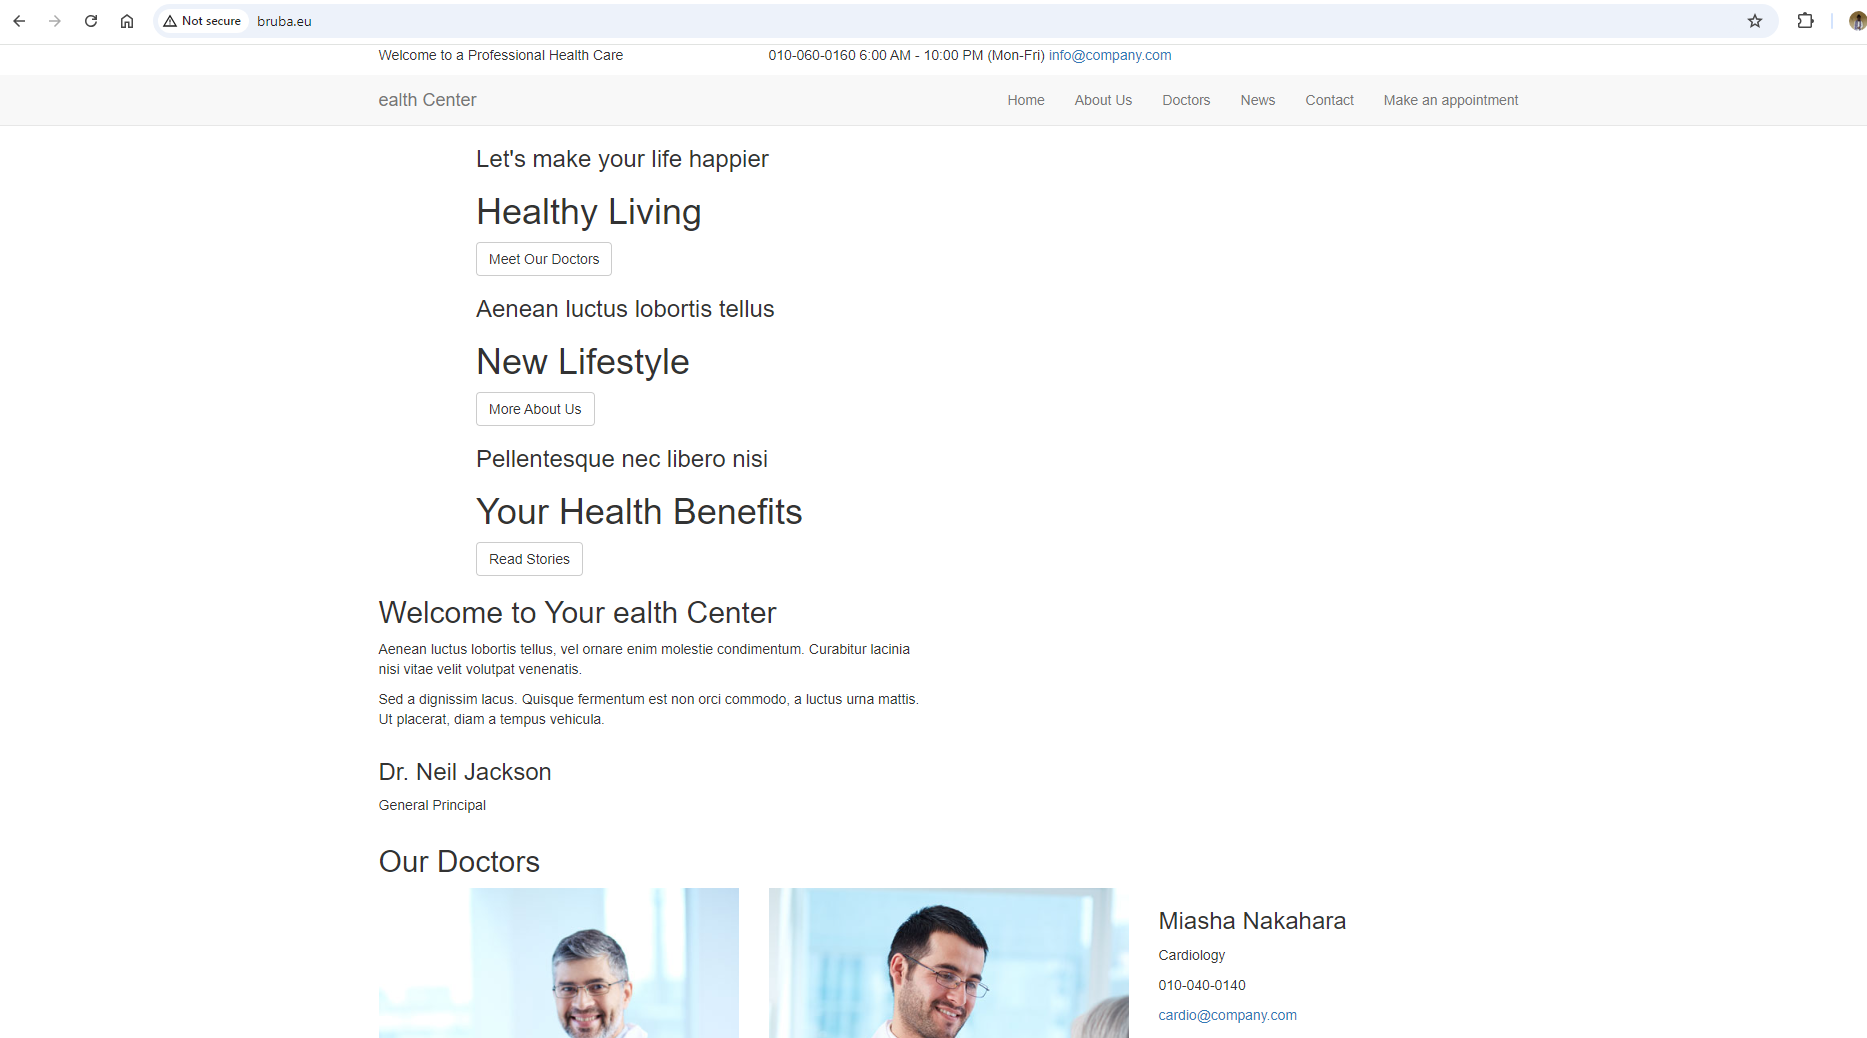 Not secure bruba.eu
Welcome to a Professional Health Care
010-060-0160 6:00 AM - 10:00 PM (Mon-Fri) info@company.com
ealth Center
Home About Us Doctors News Contact Make an appointment
Let's make your life happier
Healthy Living
Meet Our Doctors
Aenean luctus lobortis tellus
New Lifestyle
More About Us
Pellentesque nec libero nisi
Your Health Benefits
Read Stories
Welcome to Your ealth Center
Aenean luctus lobortis tellus, vel ornare enim molestie condimentum. Curabitur lacinia
nisi vitae velit volutpat venenatis.
Sed a dignissim lacus. Quisque fermentum est non orci commodo, a luctus urna mattis.
Ut placerat, diam a tempus vehicula.
Dr. Neil Jackson
General Principal
Our Doctors
Miasha Nakahara
Cardiology
010-040-0140
cardio@company.com